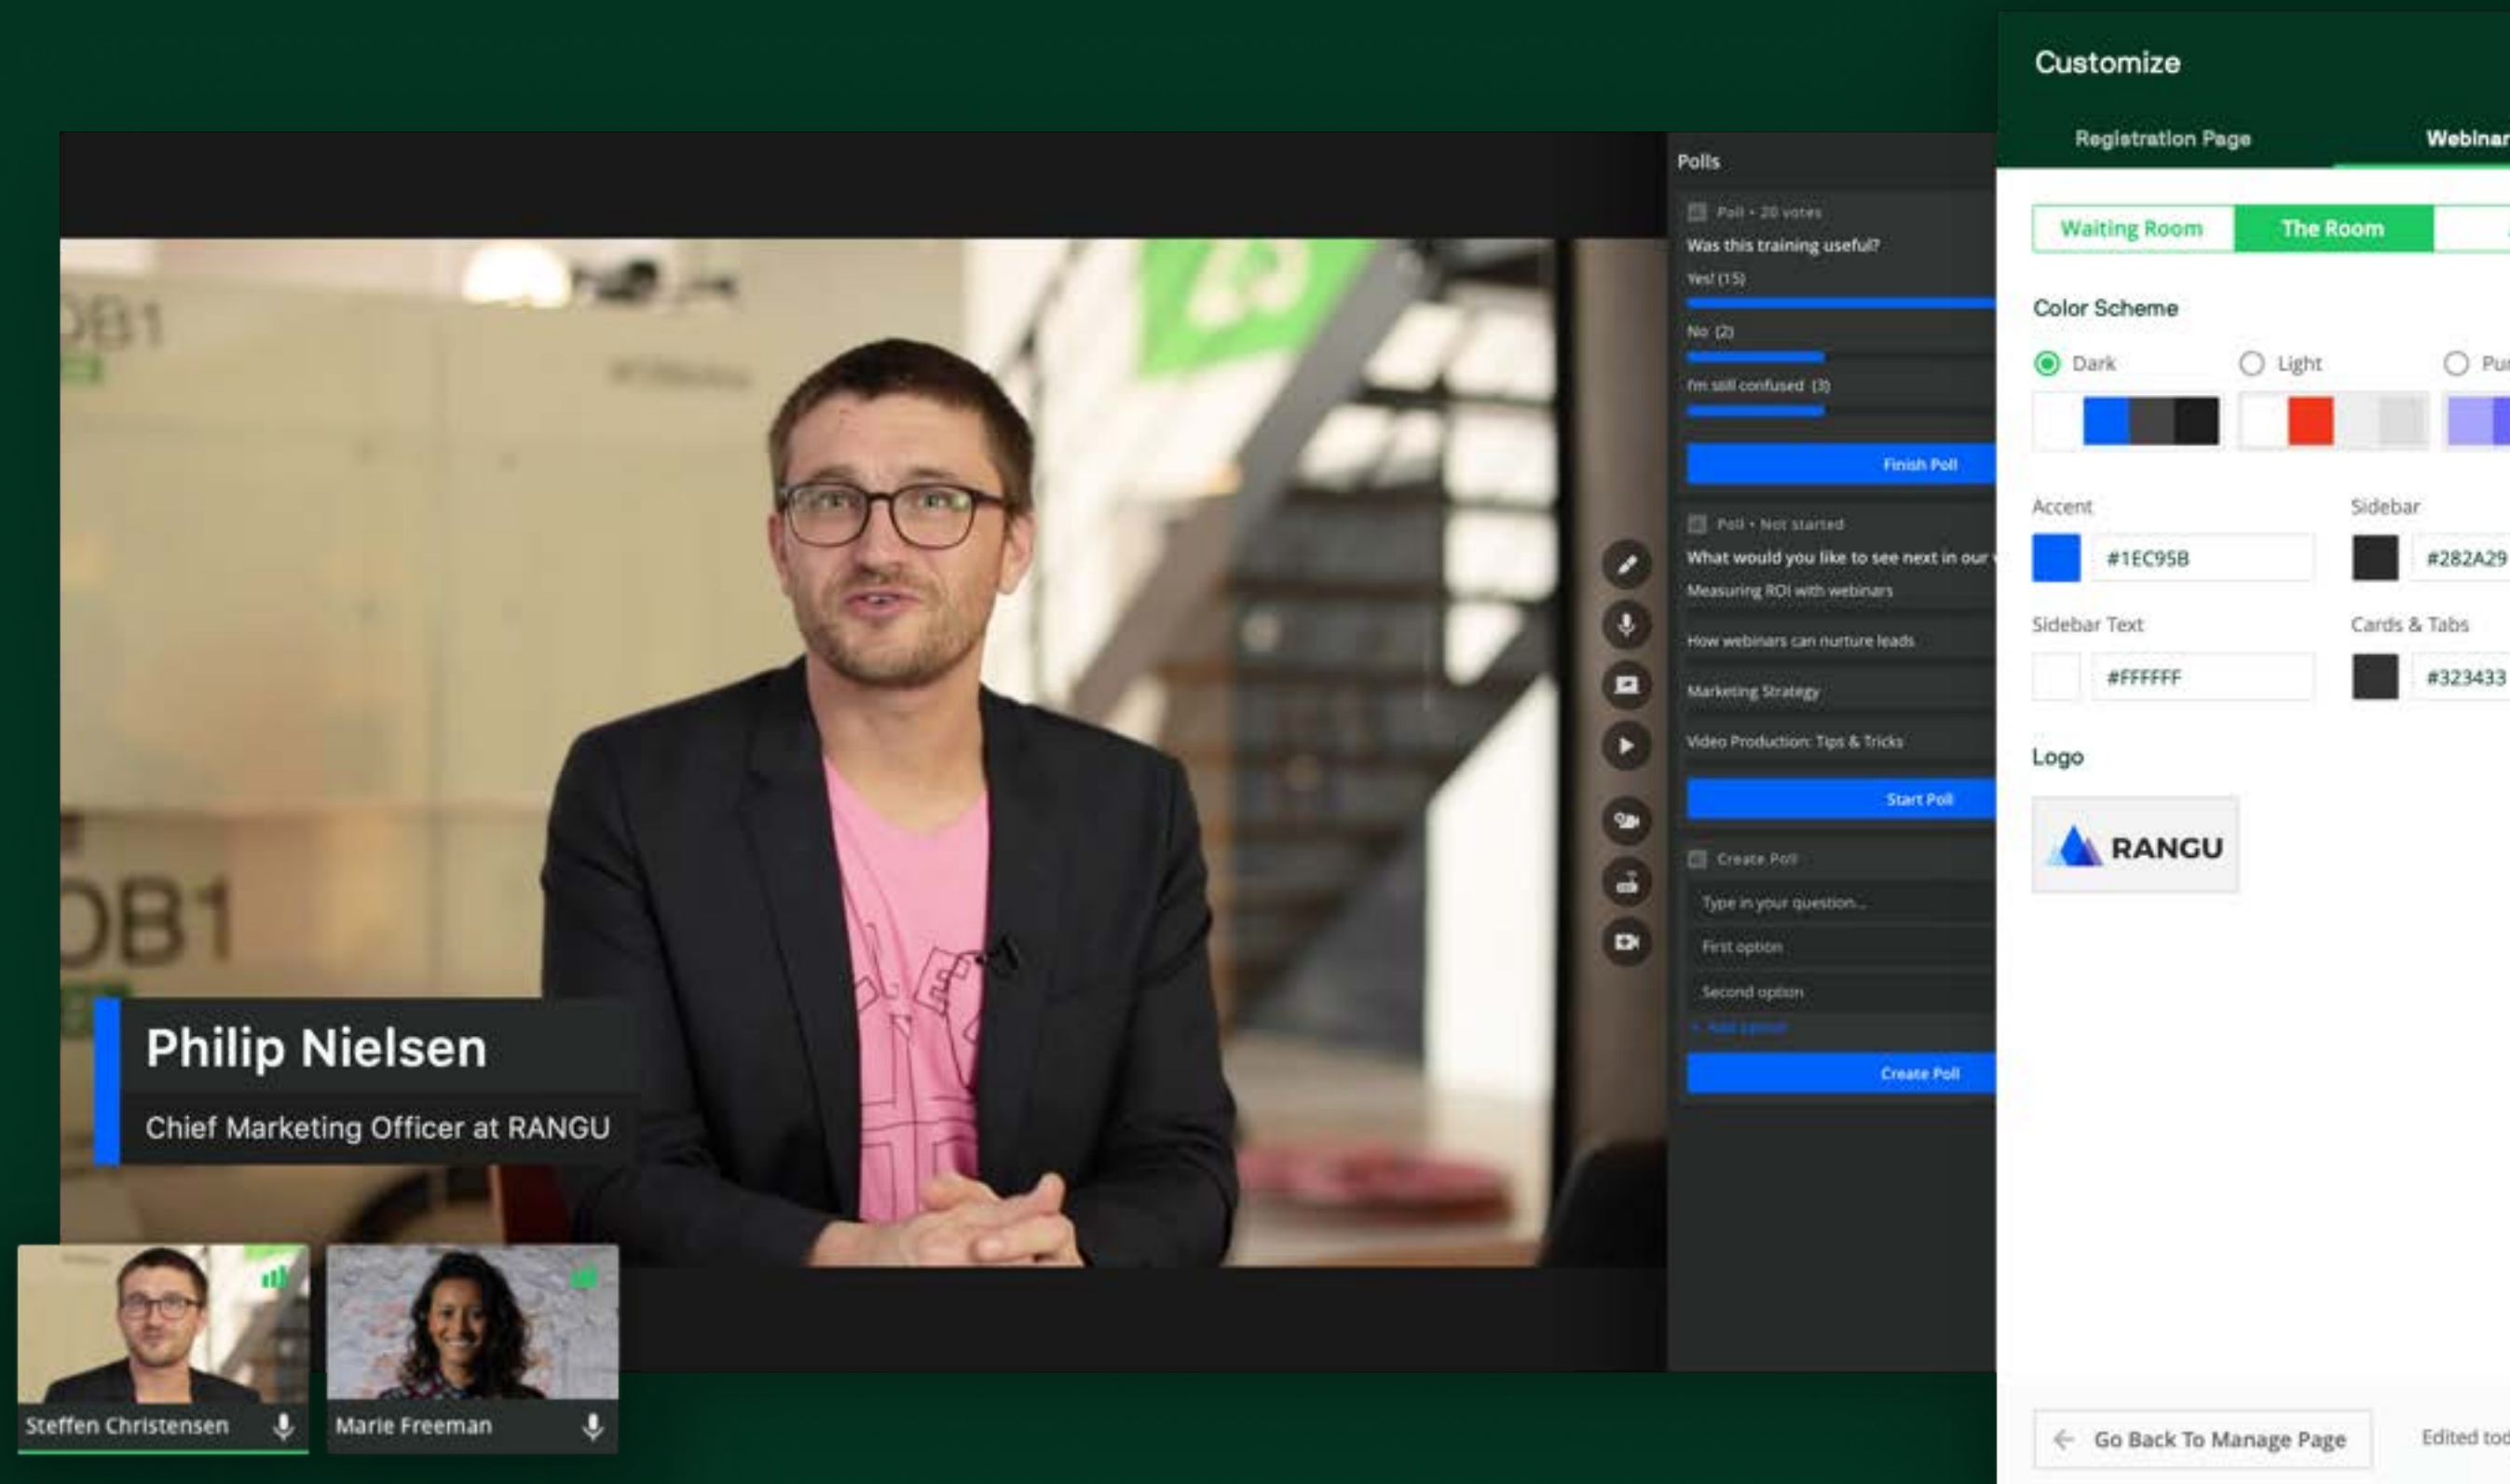 Customize
Registration Page
Webinar
Waiting Room
The Room
Color Scheme
Dark
Light
Accent
Sidebar
#1EC95B
#282A29
Sidebar Text
Cards & Tabs
#FFFFFF
#323433
Logo
RANGU
Go Back To Manage Page
Edited
Polls
Poll • 20 votes
Was this training useful?
Yes! (15)
No (2)
I'm still confused (3)
Finish Poll
Poll • Not started
What would you like to see next in our
Measuring ROI with webinars
How webinars can nurture leads
Marketing Strategy
Video Production: Tips & Tricks
Start Poll
Create Poll
Type in your question...
First option
Second option
+ Add option
Create Poll
OB1
OB1
Philip Nielsen
Chief Marketing Officer at RANGU
Steffen Christensen
Marie Freeman